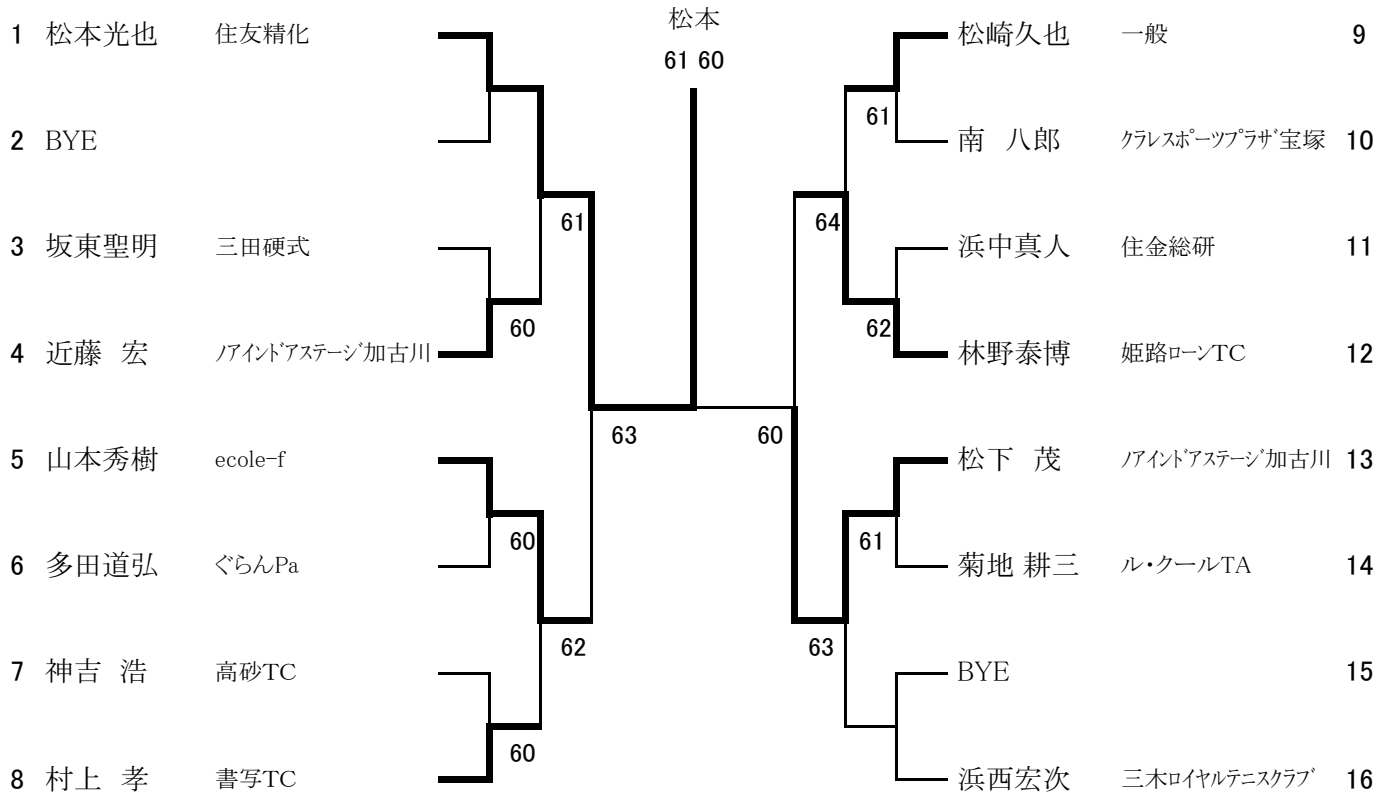 松本
61 60
1 松本光也 住友精化
2 BYE
61
3 坂東聖明 三田硬式
60
4 近藤 宏 ノアインドアステージ加古川
63
5 山本秀樹 ecole-f
60
6 多田道弘 ぐらんPa
62
7 神吉 浩 高砂TC
60
8 村上 孝 書写TC
松崎久也 一般 9
61
南 八郎 クラレスポーツプラザ宝塚 10
64
浜中真人 住金総研 11
62
林野泰博 姫路ローンTC 12
60
松下 茂 ノアインドアステージ加古川 13
61
菊地 耕三 ル・クールTA 14
63
BYE 15
浜西宏次 三木ロイヤルテニスクラブ 16